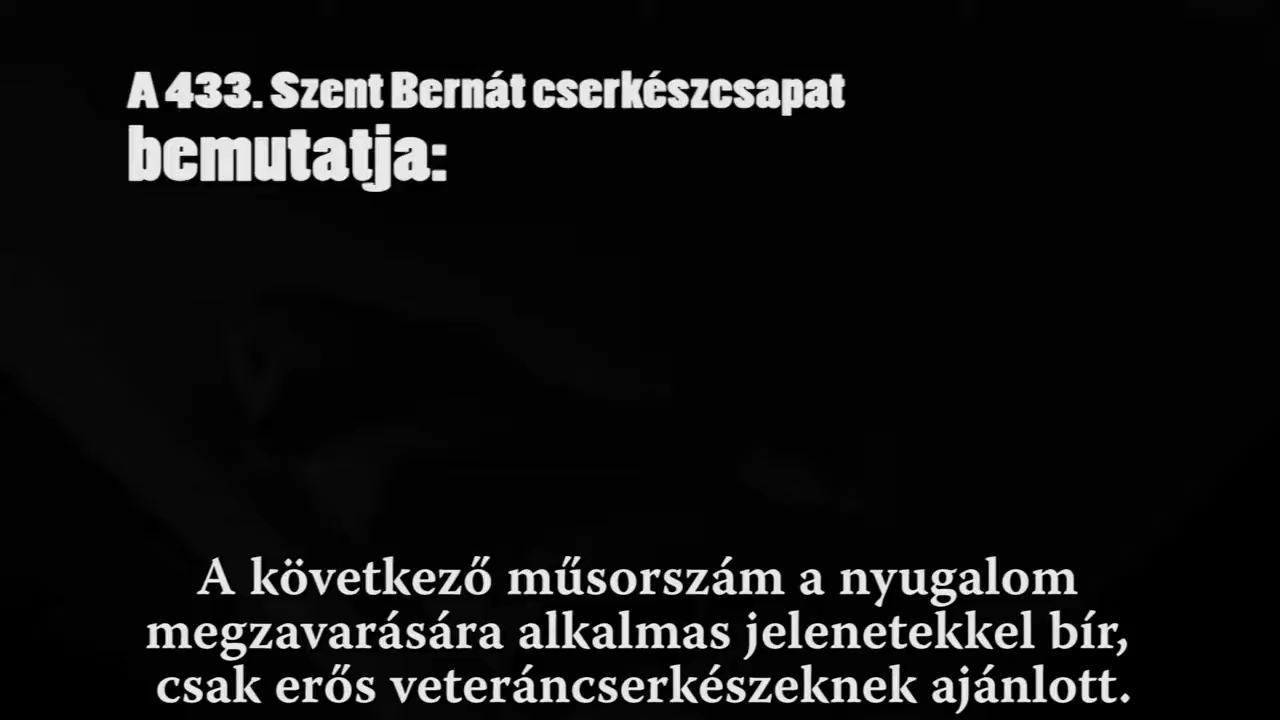 A 433. Szent Bernát cserkészcsapat
bemutatja:
A következő műsorszám a nyugalom
megzavarására alkalmas jelenetekkel bír,
csak erős veteráncserkészeknek ajánlott.